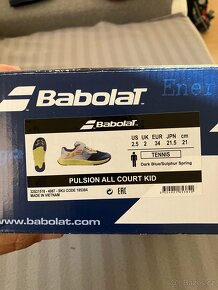 Ener
Babolat
US UK EUR JPN cm
2.5 2 34 21.5 21
TENNIS
Dark Blue/Sulphur Spring
PULSION ALL COURT KID
MADE IN VIETNAM
EAC
www.babolat.com
Babolat